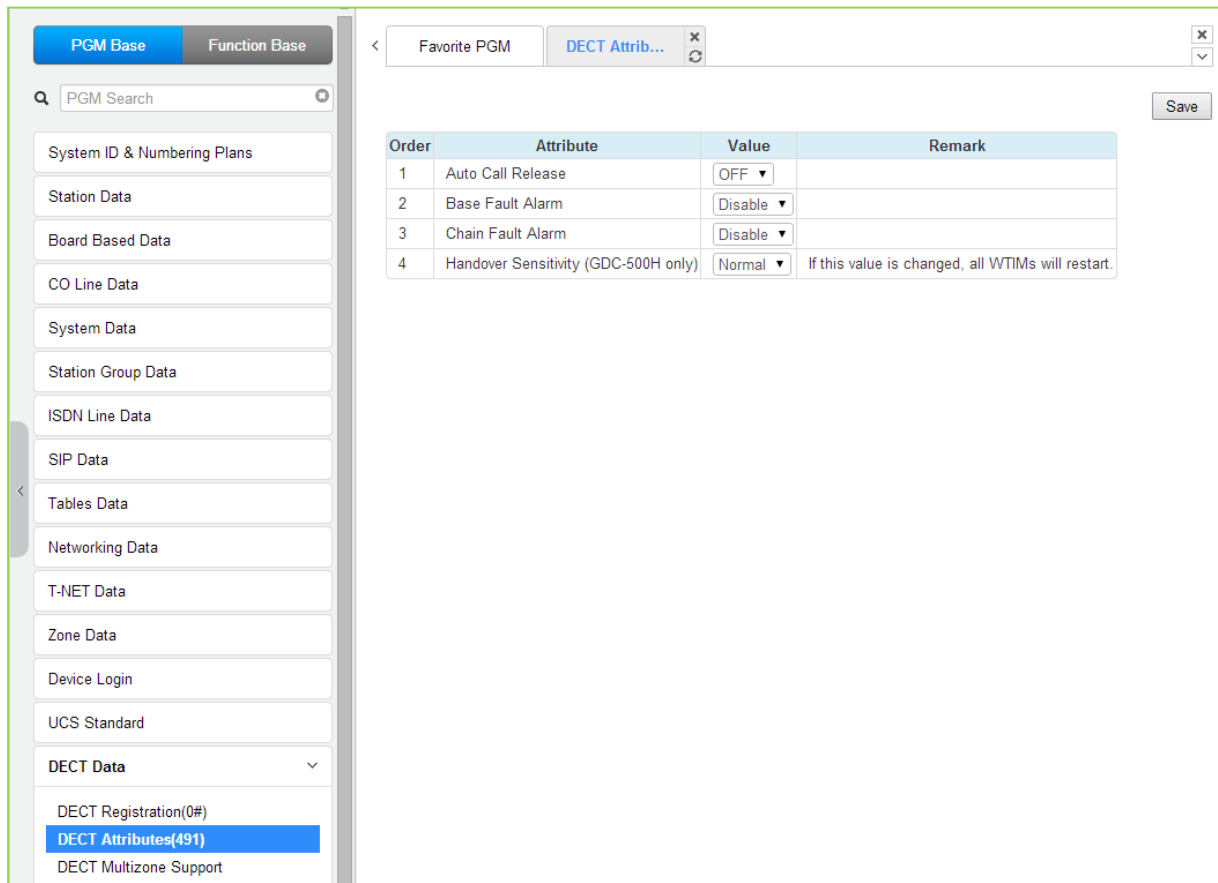 PGM Base
Function Base
PGM Search
System ID & Numbering Plans
Station Data
Board Based Data
CO Line Data
System Data
Station Group Data
ISDN Line Data
SIP Data
Tables Data
Networking Data
T-NET Data
Zone Data
Device Login
UCS Standard
DECT Data
DECT Registration(0#)
DECT Attributes(491)
DECT Multizone Support
Favorite PGM
DECT Attrib...
Save
Order Attribute Value Remark
1 Auto Call Release OFF
2 Base Fault Alarm Disable
3 Chain Fault Alarm Disable
4 Handover Sensitivity (GDC-500H only) Normal If this value is changed, all WTIMs will restart.